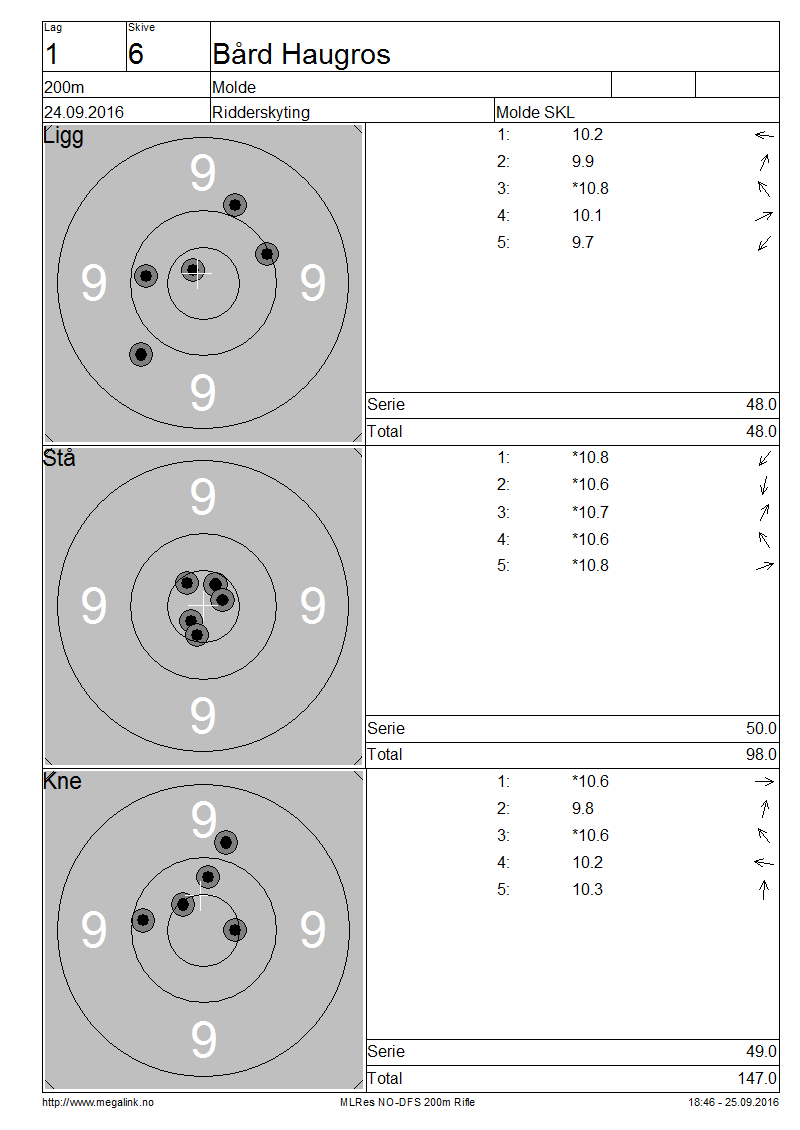 Lag Skive
1 6 Bård Haugros
200m Molde
24.09.2016 Ridderskyting Molde SKL
Ligg
9
9 9
9
1: 10.2
2: 9.9
3: *10.8
4: 10.1
5: 9.7
Serie 48.0
Total 48.0
Stå
9
9 9
9
1: *10.8
2: *10.6
3: *10.7
4: *10.6
5: *10.8
Serie 50.0
Total 98.0
Kne
9
9 9
9
1: *10.6
2: 9.8
3: *10.6
4: 10.2
5: 10.3
Serie 49.0
Total 147.0
http://www.megalink.no MLRes NO-DFS 200m Rifle 18:46 - 25.09.2016